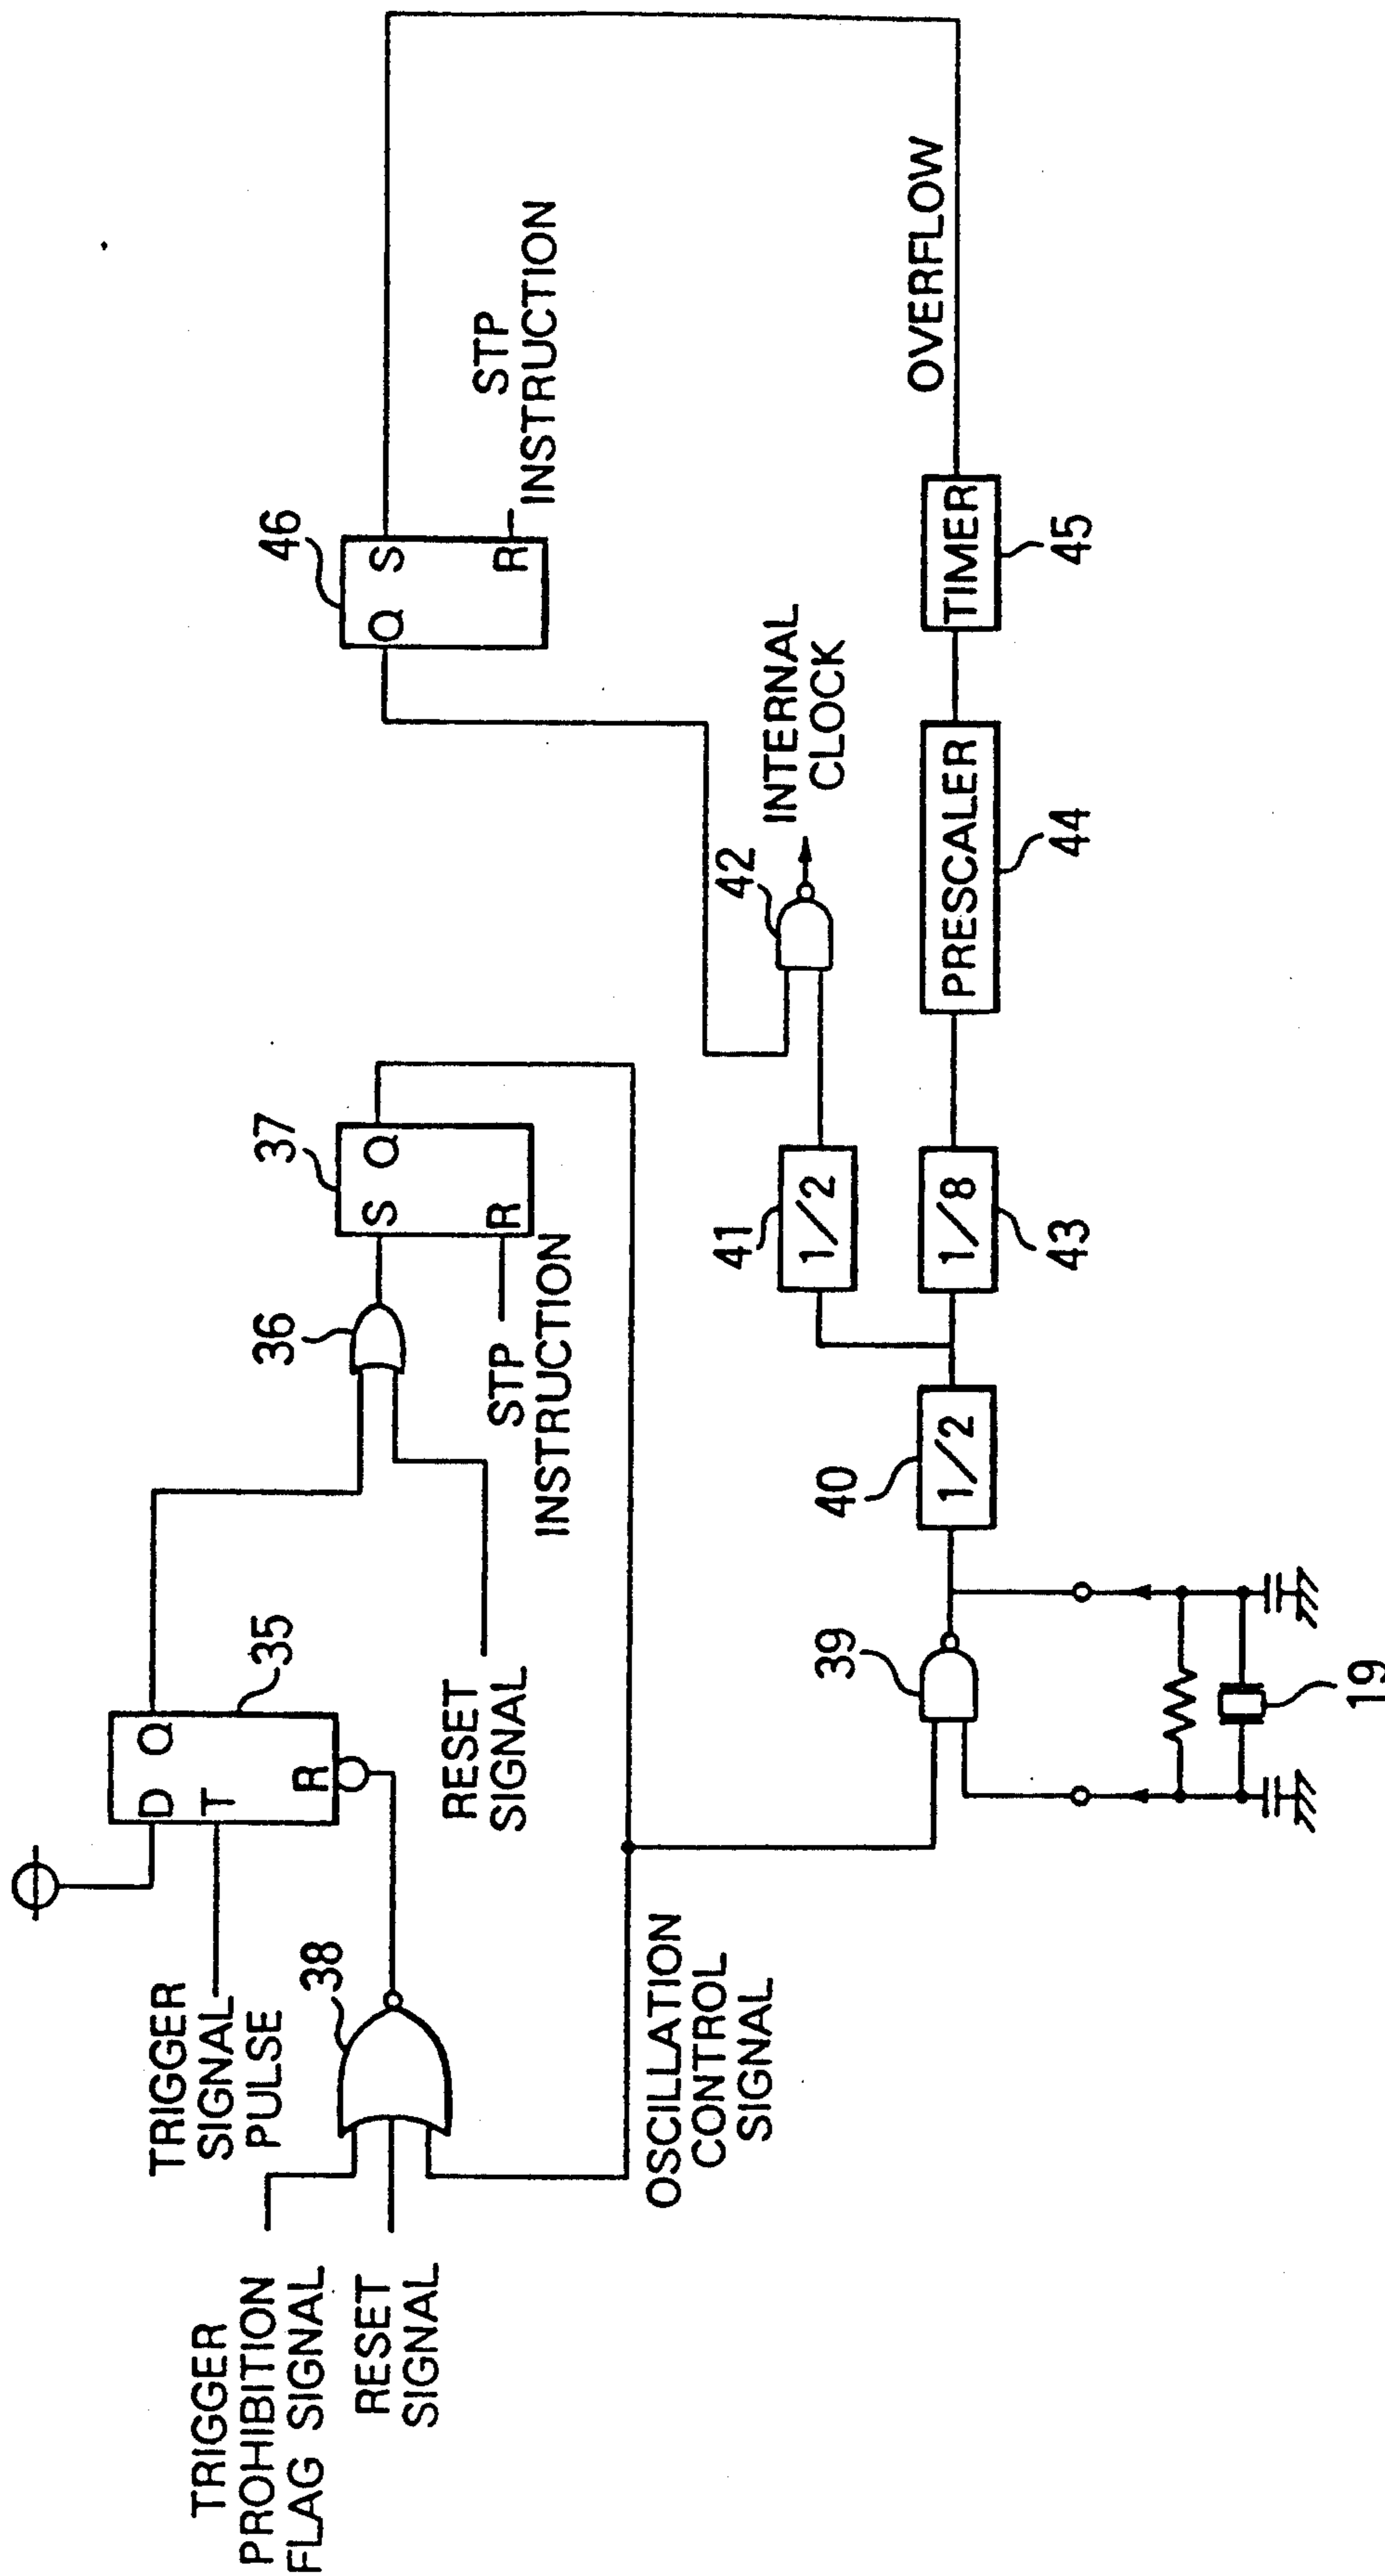 TRIGGER
PROHIBITION
FLAG SIGNAL
RESET
SIGNAL
TRIGGER
SIGNAL
PULSE
38
D Q
T
R
35
RESET
SIGNAL
36
37
S Q
R
STP
INSTRUCTION
46
Q S
R
STP
INSTRUCTION
OSCILLATION
CONTROL
SIGNAL
39
19
40
1/2
41
1/2
42
INTERNAL
CLOCK
1/8
43
PRESCALER
44
TIMER
45
OVERFLOW